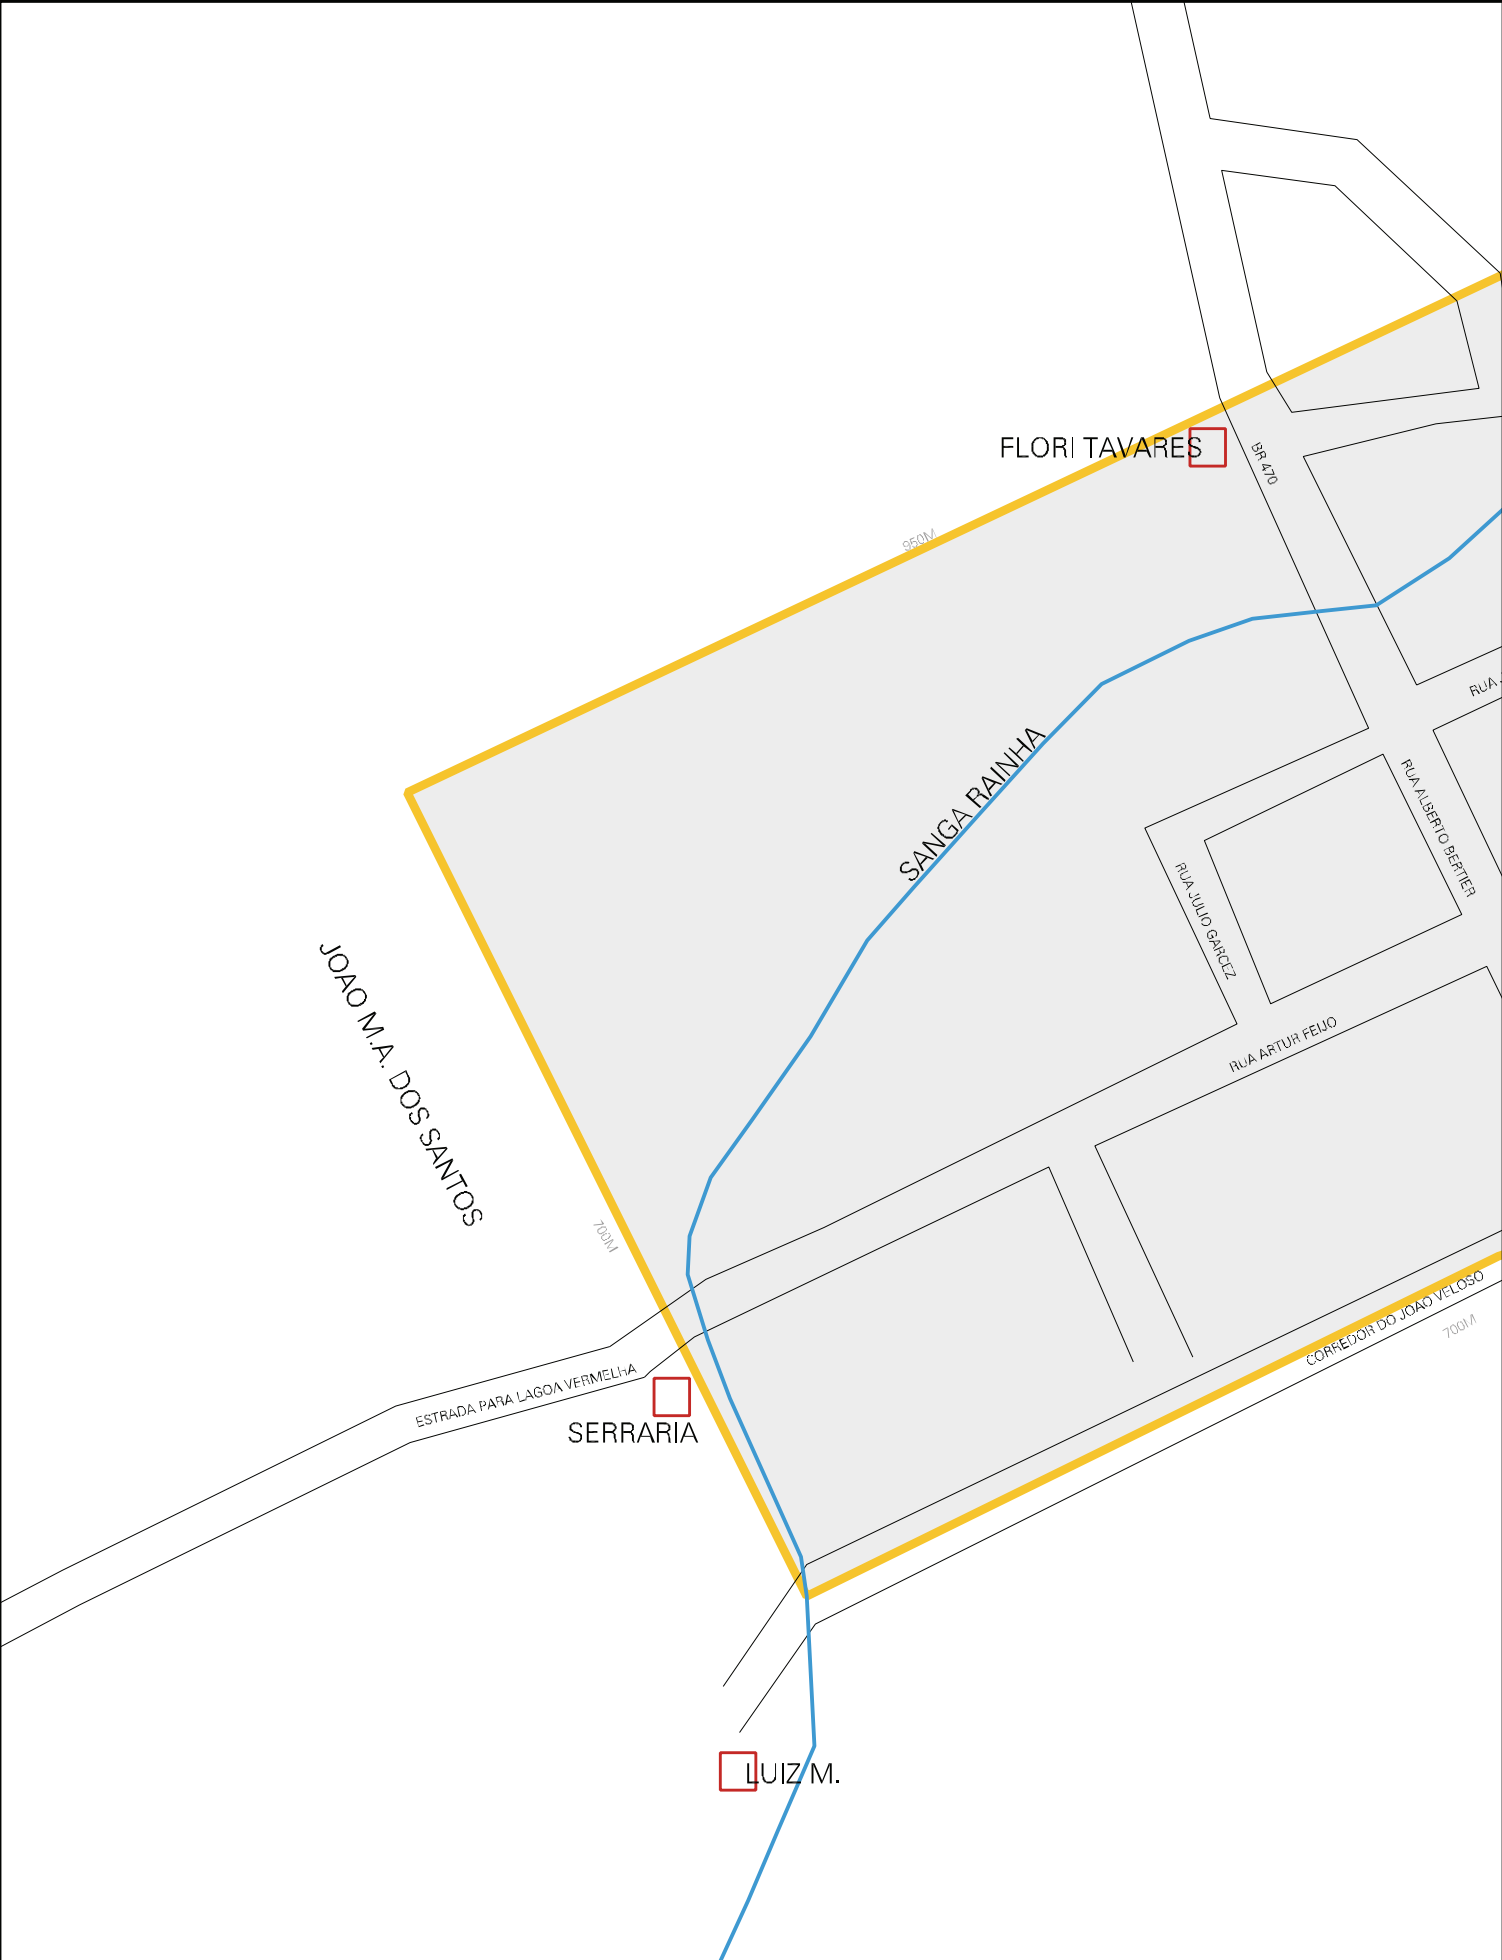 FLORI TAVARES
BR 470
950M
RUA
SANGA RAINHA
RUA ALBERTO BERTIER
RUA JULIO GARCEZ
JOAO M.A. DOS SANTOS
RUA ARTUR FEIJO
700M
CORREDOR DO JOAO VELOSO
700M
ESTRADA PARA LAGOA VERMELHA
SERRARIA
LUIZ M.